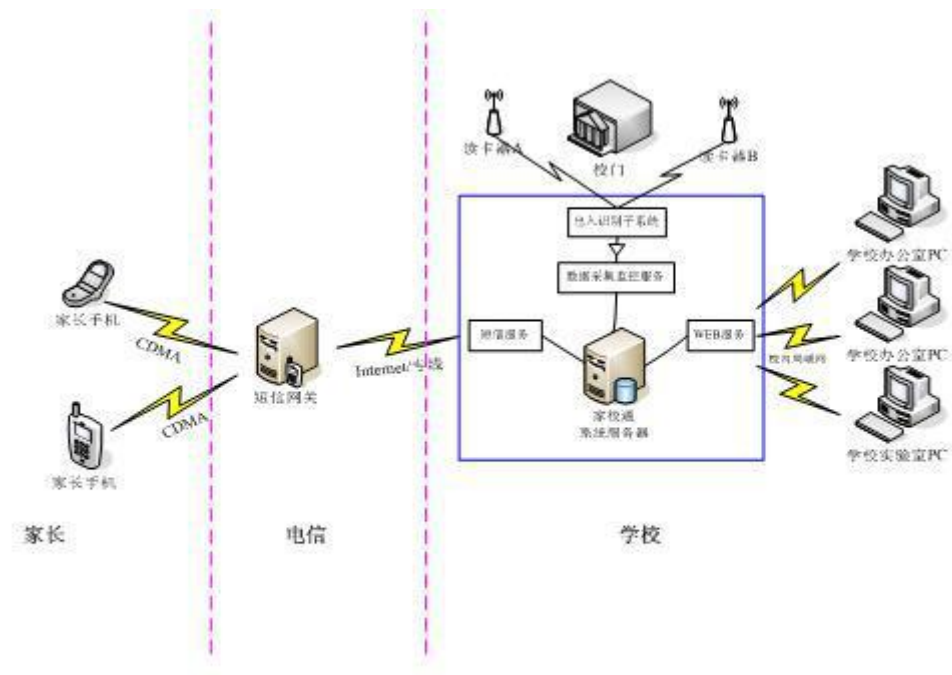 读卡器A
校门
读卡器B
出入识别子系统
数据采集监控服务
短信服务
WEB服务
家校通
系统服务器
学校办公室PC
学校办公室PC
学校实验室PC
校内局域网
家长手机
CDMA
家长手机
CDMA
短信网关
Internet/专线
家长
电信
学校